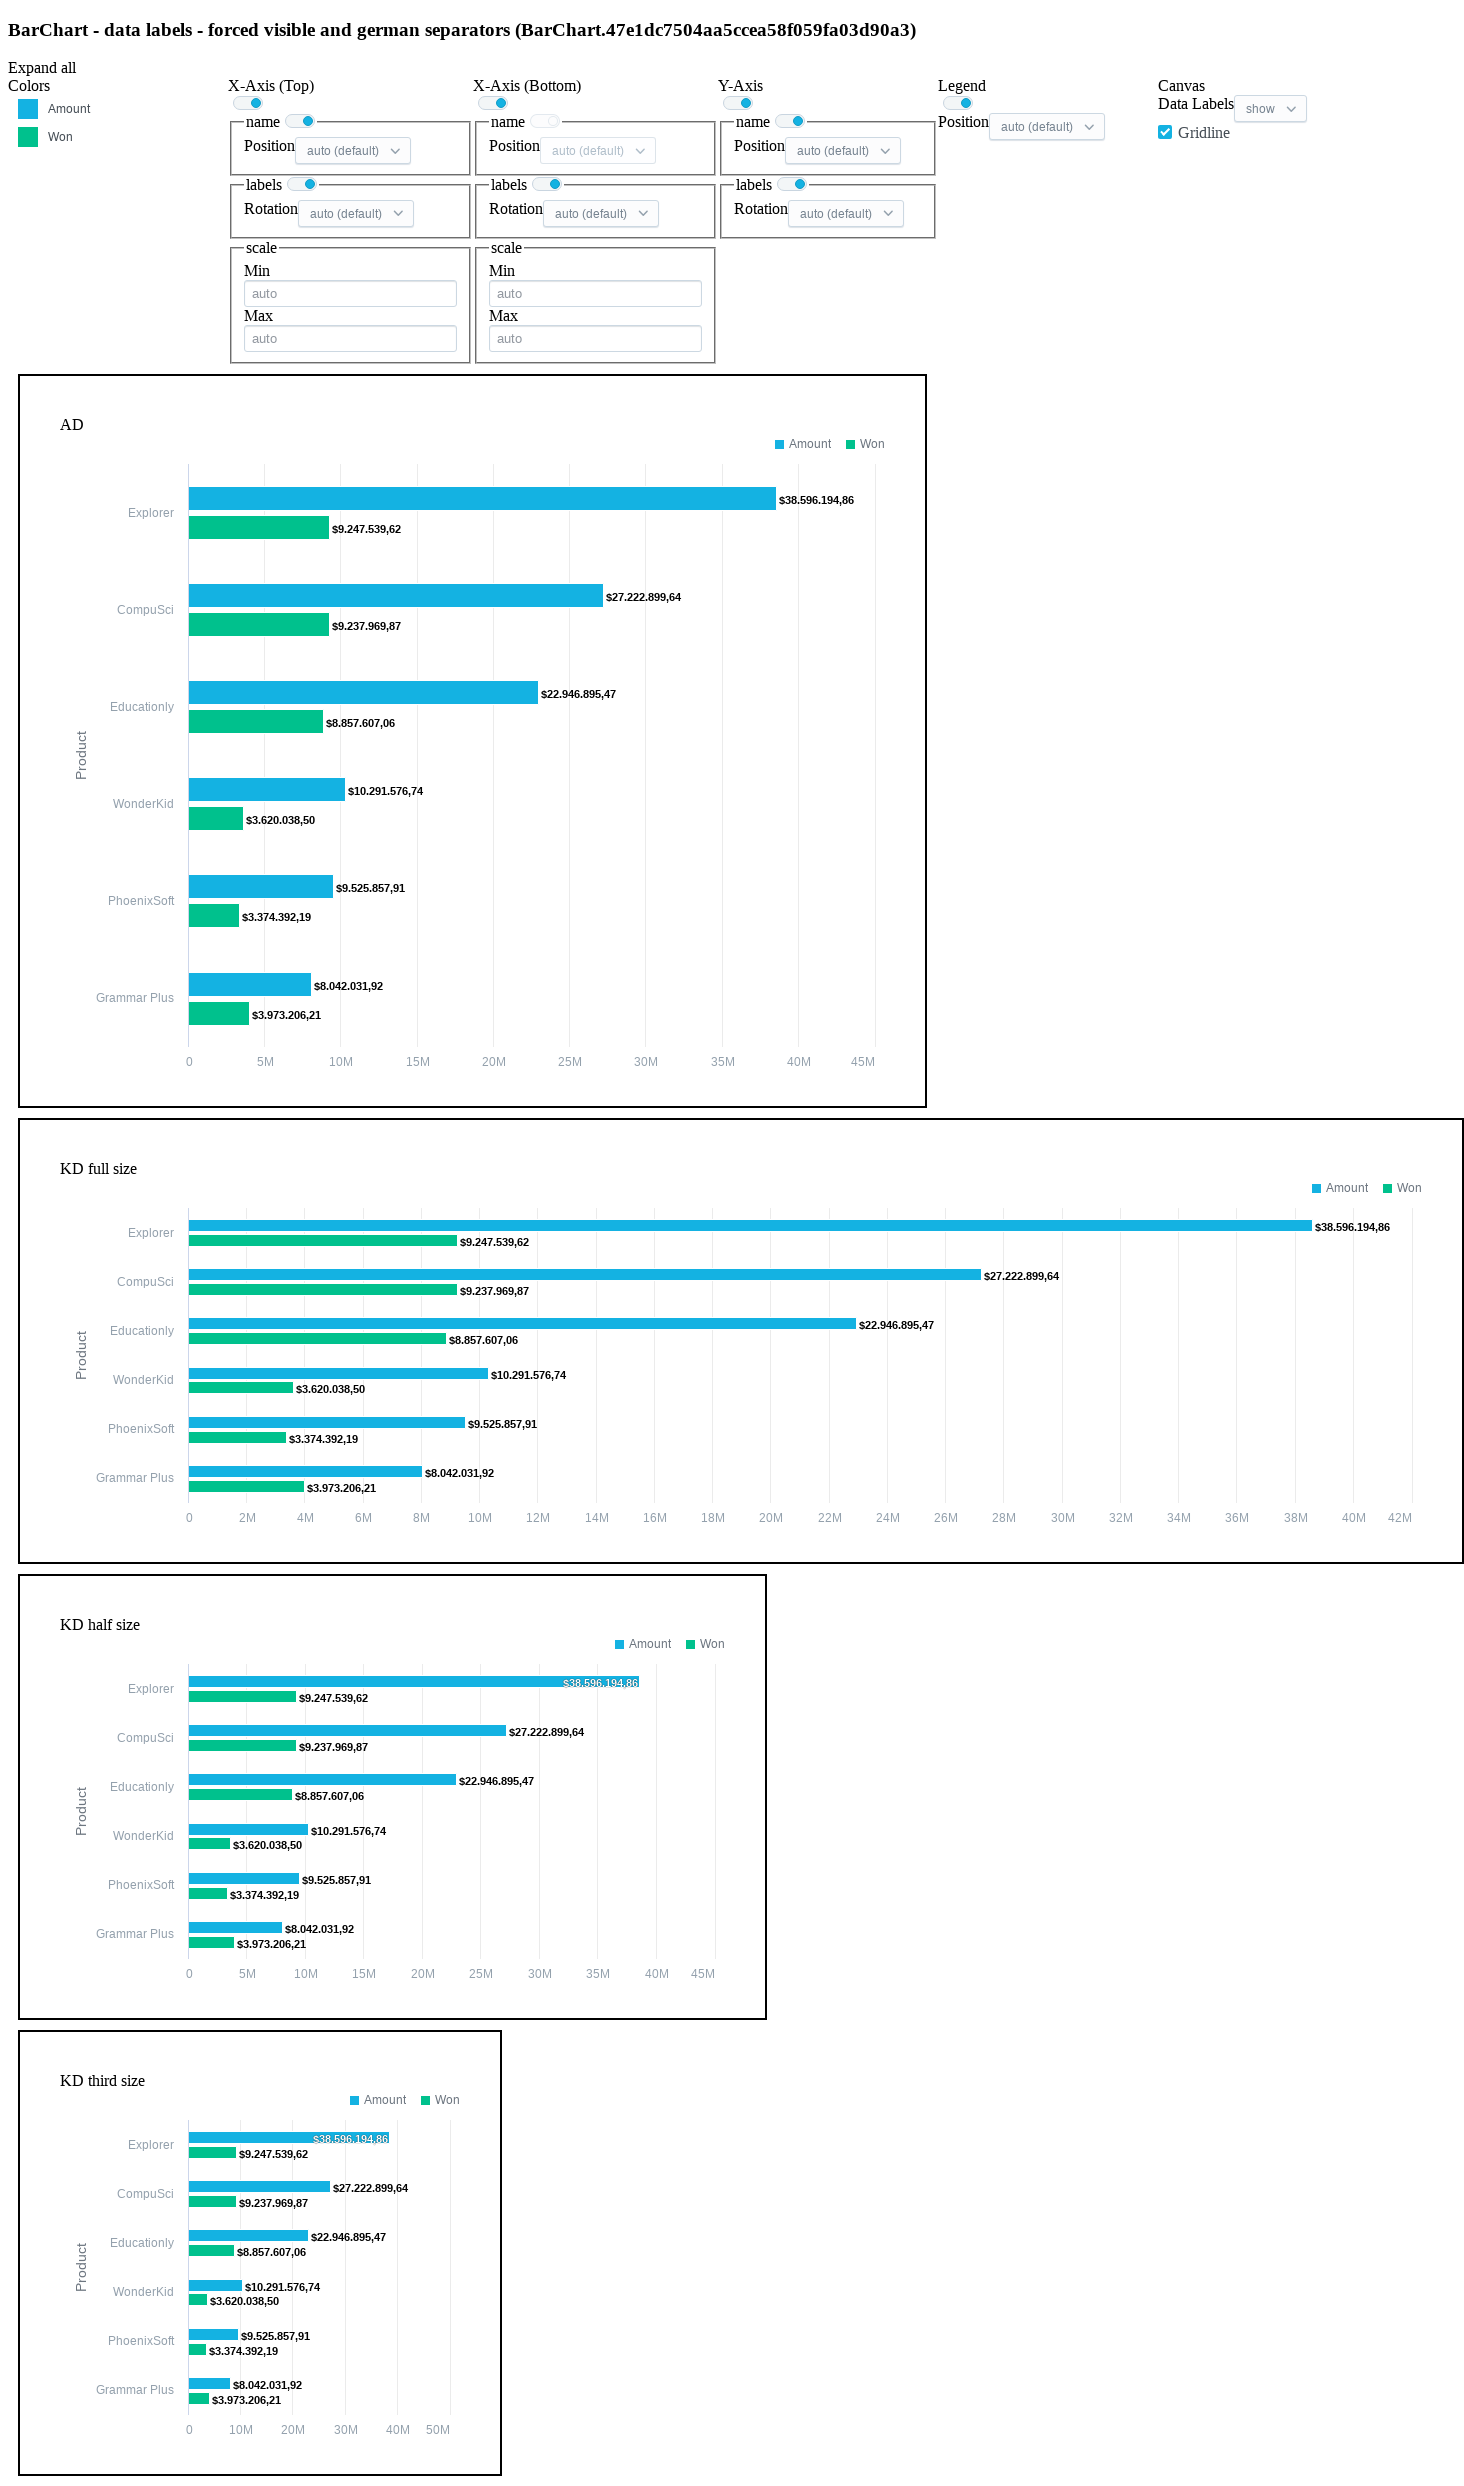 BarChart - data labels - forced visible and german separators (BarChart.47e1dc7504aa5ccea58f059fa03d90a3)
Expand all
Colors
Amount
Won
X-Axis (Top)
name
Position auto (default)
labels
Rotation auto (default)
scale
Min
auto
Max
auto
X-Axis (Bottom)
name
Position auto (default)
labels
Rotation auto (default)
scale
Min
auto
Max
auto
Y-Axis
name
Position auto (default)
labels
Rotation auto (default)
Legend
Position auto (default)
Canvas
Data Labels show
Gridline
AD
Amount Won
Explorer
$38.596.194,86
$9.247.539,62
CompuSci
$27.222.899,64
$9.237.969,87
Educationly
$22.946.895,47
$8.857.607,06
Product
WonderKid
$10.291.576,74
$3.620.038,50
PhoenixSoft
$9.525.857,91
$3.374.392,19
Grammar Plus
$8.042.031,92
$3.973.206,21
0 5M 10M 15M 20M 25M 30M 35M 40M 45M
KD full size
Amount Won
Explorer
$38.596.194,86
$9.247.539,62
CompuSci
$27.222.899,64
$9.237.969,87
Educationly
$22.946.895,47
$8.857.607,06
Product
WonderKid
$10.291.576,74
$3.620.038,50
PhoenixSoft
$9.525.857,91
$3.374.392,19
Grammar Plus
$8.042.031,92
$3.973.206,21
0 2M 4M 6M 8M 10M 12M 14M 16M 18M 20M 22M 24M 26M 28M 30M 32M 34M 36M 38M 40M 42M
KD half size
Amount Won
Explorer
$38.596.194,86
$9.247.539,62
CompuSci
$27.222.899,64
$9.237.969,87
Educationly
$22.946.895,47
$8.857.607,06
Product
WonderKid
$10.291.576,74
$3.620.038,50
PhoenixSoft
$9.525.857,91
$3.374.392,19
Grammar Plus
$8.042.031,92
$3.973.206,21
0 5M 10M 15M 20M 25M 30M 35M 40M 45M
KD third size
Amount Won
Explorer
$38.596.194,86
$9.247.539,62
CompuSci
$27.222.899,64
$9.237.969,87
Educationly
$22.946.895,47
$8.857.607,06
Product
WonderKid
$10.291.576,74
$3.620.038,50
PhoenixSoft
$9.525.857,91
$3.374.392,19
Grammar Plus
$8.042.031,92
$3.973.206,21
0 10M 20M 30M 40M 50M